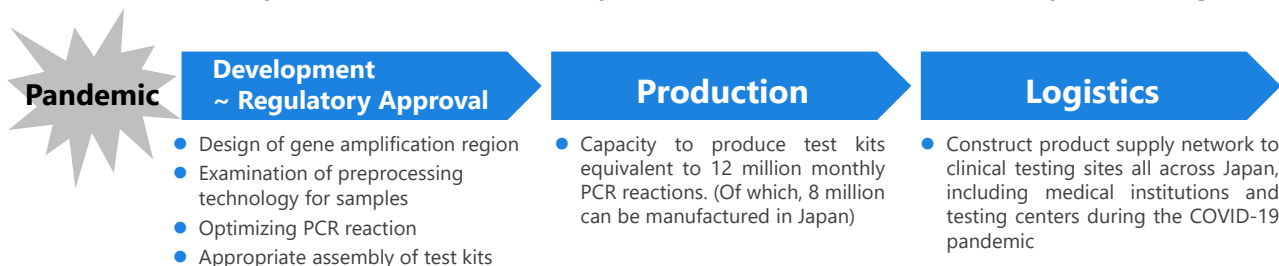 Pandemic
Development
~ Regulatory Approval
● Design of gene amplification region
● Examination of preprocessing
technology for samples
● Optimizing PCR reaction
● Appropriate assembly of test kits
Production
● Capacity to produce test kits
equivalent to 12 million monthly
PCR reactions. (Of which, 8 million
can be manufactured in Japan)
Logistics
● Construct product supply network to
clinical testing sites all across Japan,
including medical institutions and
testing centers during the COVID-19
pandemic